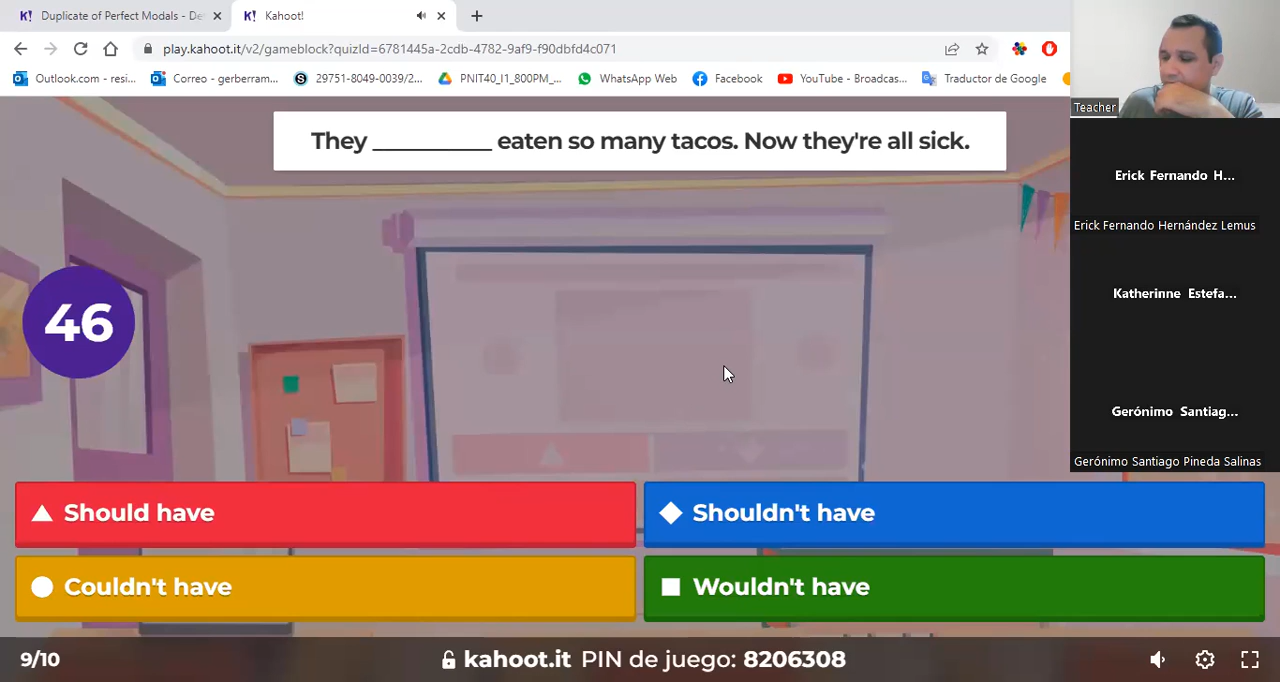 Duplicate of Perfect Modals - De
Kahoot!
play.kahoot.it/v2/gameblock?quizId=6781445a-2cdb-4782-9af9-f90dbfd4c071
Outlook.com - resi... Correo - gerberram... 29751-8049-0039/2... PNIT40_I1_800PM_... WhatsApp Web Facebook YouTube - Broadcas... Traductor de Google
Teacher
They __________ eaten so many tacos. Now they're all sick.
Erick Fernando H...
Erick Fernando Hernández Lemus
46
Katherinne Estefa...
Gerónimo Santiag...
Gerónimo Santiago Pineda Salinas
Should have
Shouldn't have
Couldn't have
Wouldn't have
9/10
kahoot.it PIN de juego: 8206308